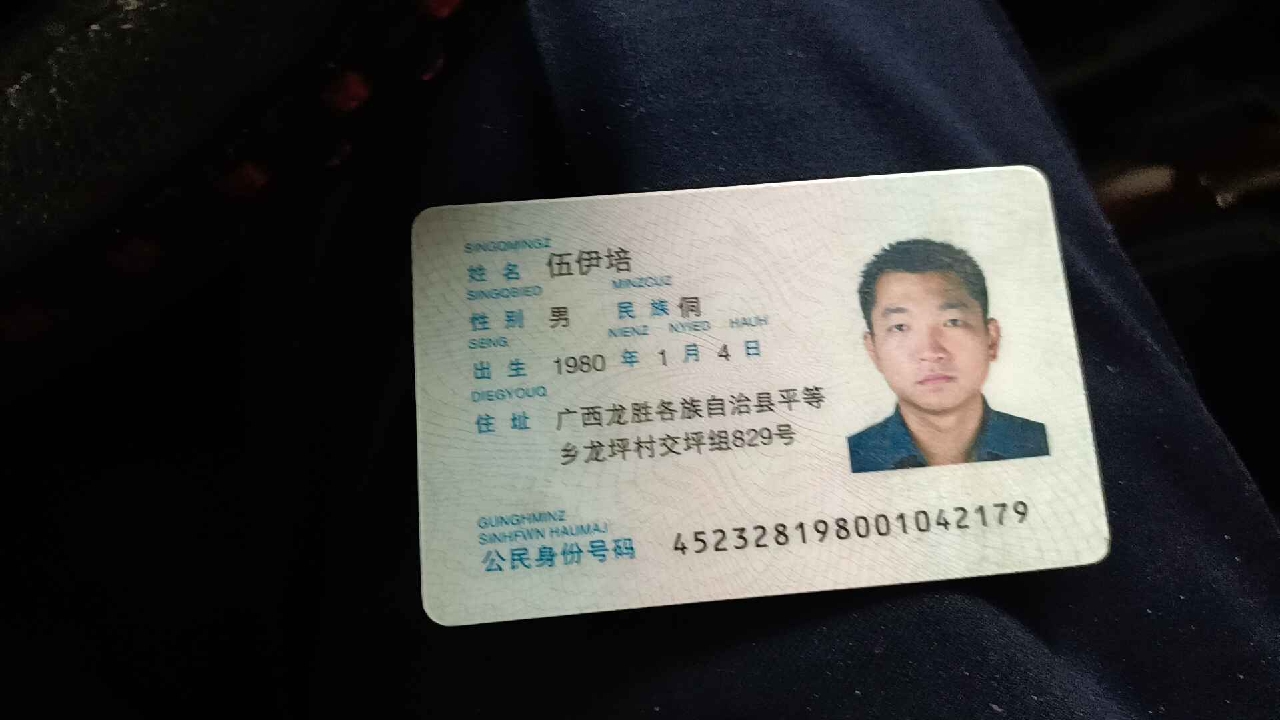 SINGQMINGZ
姓名 伍伊培
SINGQBIED MINZCUZ
性别 男 民族 侗
SENG NIENZ NYIED HAUH
出生 1980 年 1 月 4 日
DIEGYOUQ
住址 广西龙胜各族自治县平等
乡龙坪村交坪组829号
GUNGHMINZ
SINHFWN HAUMAJ
公民身份号码 452328198001042179